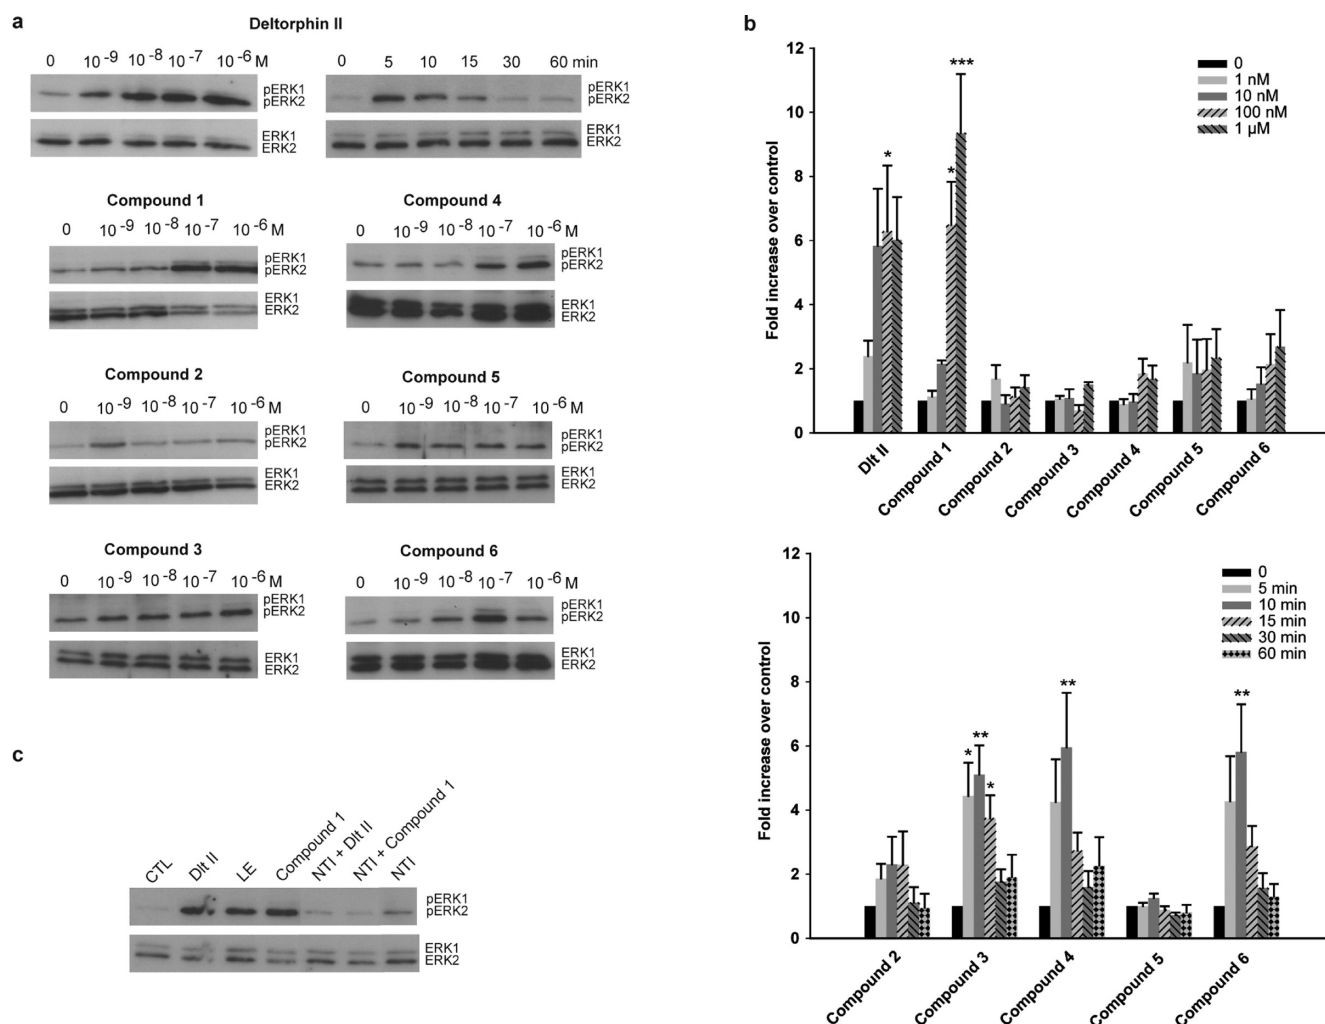 a
Deltorphin II
0 10-9 10-8 10-7 10-6 M
pERK1
pERK2
ERK1
ERK2
0 5 10 15 30 60 min
pERK1
pERK2
ERK1
ERK2
Compound 1
0 10-9 10-8 10-7 10-6 M
pERK1
pERK2
ERK1
ERK2
Compound 4
0 10-9 10-8 10-7 10-6 M
pERK1
pERK2
ERK1
ERK2
Compound 2
0 10-9 10-8 10-7 10-6 M
pERK1
pERK2
ERK1
ERK2
Compound 5
0 10-9 10-8 10-7 10-6 M
pERK1
pERK2
ERK1
ERK2
Compound 3
0 10-9 10-8 10-7 10-6 M
pERK1
pERK2
ERK1
ERK2
Compound 6
0 10-9 10-8 10-7 10-6 M
pERK1
pERK2
ERK1
ERK2
b
Fold increase over control
12
10
8
6
4
2
0
*
*
***
0
1 nM
10 nM
100 nM
1 µM
Dlt II
Compound 1
Compound 2
Compound 3
Compound 4
Compound 5
Compound 6
Fold increase over control
12
10
8
6
4
2
0
*
**
*
**
**
0
5 min
10 min
15 min
30 min
60 min
Compound 2
Compound 3
Compound 4
Compound 5
Compound 6
c
CTL
Dlt II
LE
Compound 1
NTI + Dlt II
NTI + Compound 1
NTI
pERK1
pERK2
ERK1
ERK2